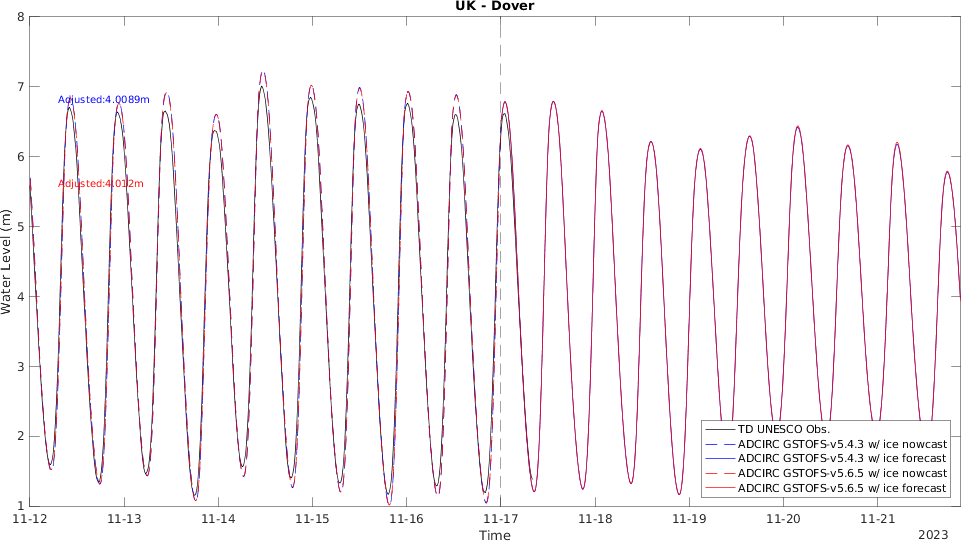 UK - Dover
8
7
6
5
4
3
2
1
Water Level (m)
Adjusted:4.0089m
Adjusted:4.012m
TD UNESCO Obs.
ADCIRC GSTOFS-v5.4.3 w/ ice nowcast
ADCIRC GSTOFS-v5.4.3 w/ ice forecast
ADCIRC GSTOFS-v5.6.5 w/ ice nowcast
ADCIRC GSTOFS-v5.6.5 w/ ice forecast
11-12 11-13 11-14 11-15 11-16 11-17 11-18 11-19 11-20 11-21
Time
2023